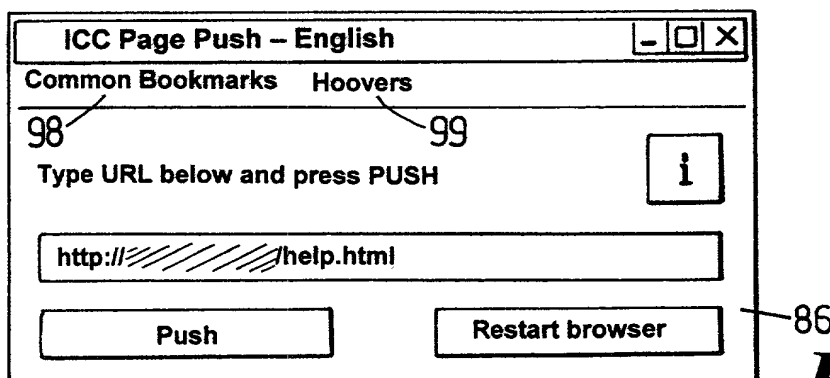 ICC Page Push – English
Common Bookmarks Hoovers
98 99
Type URL below and press PUSH
i
http:// /help.html
Push Restart browser
86